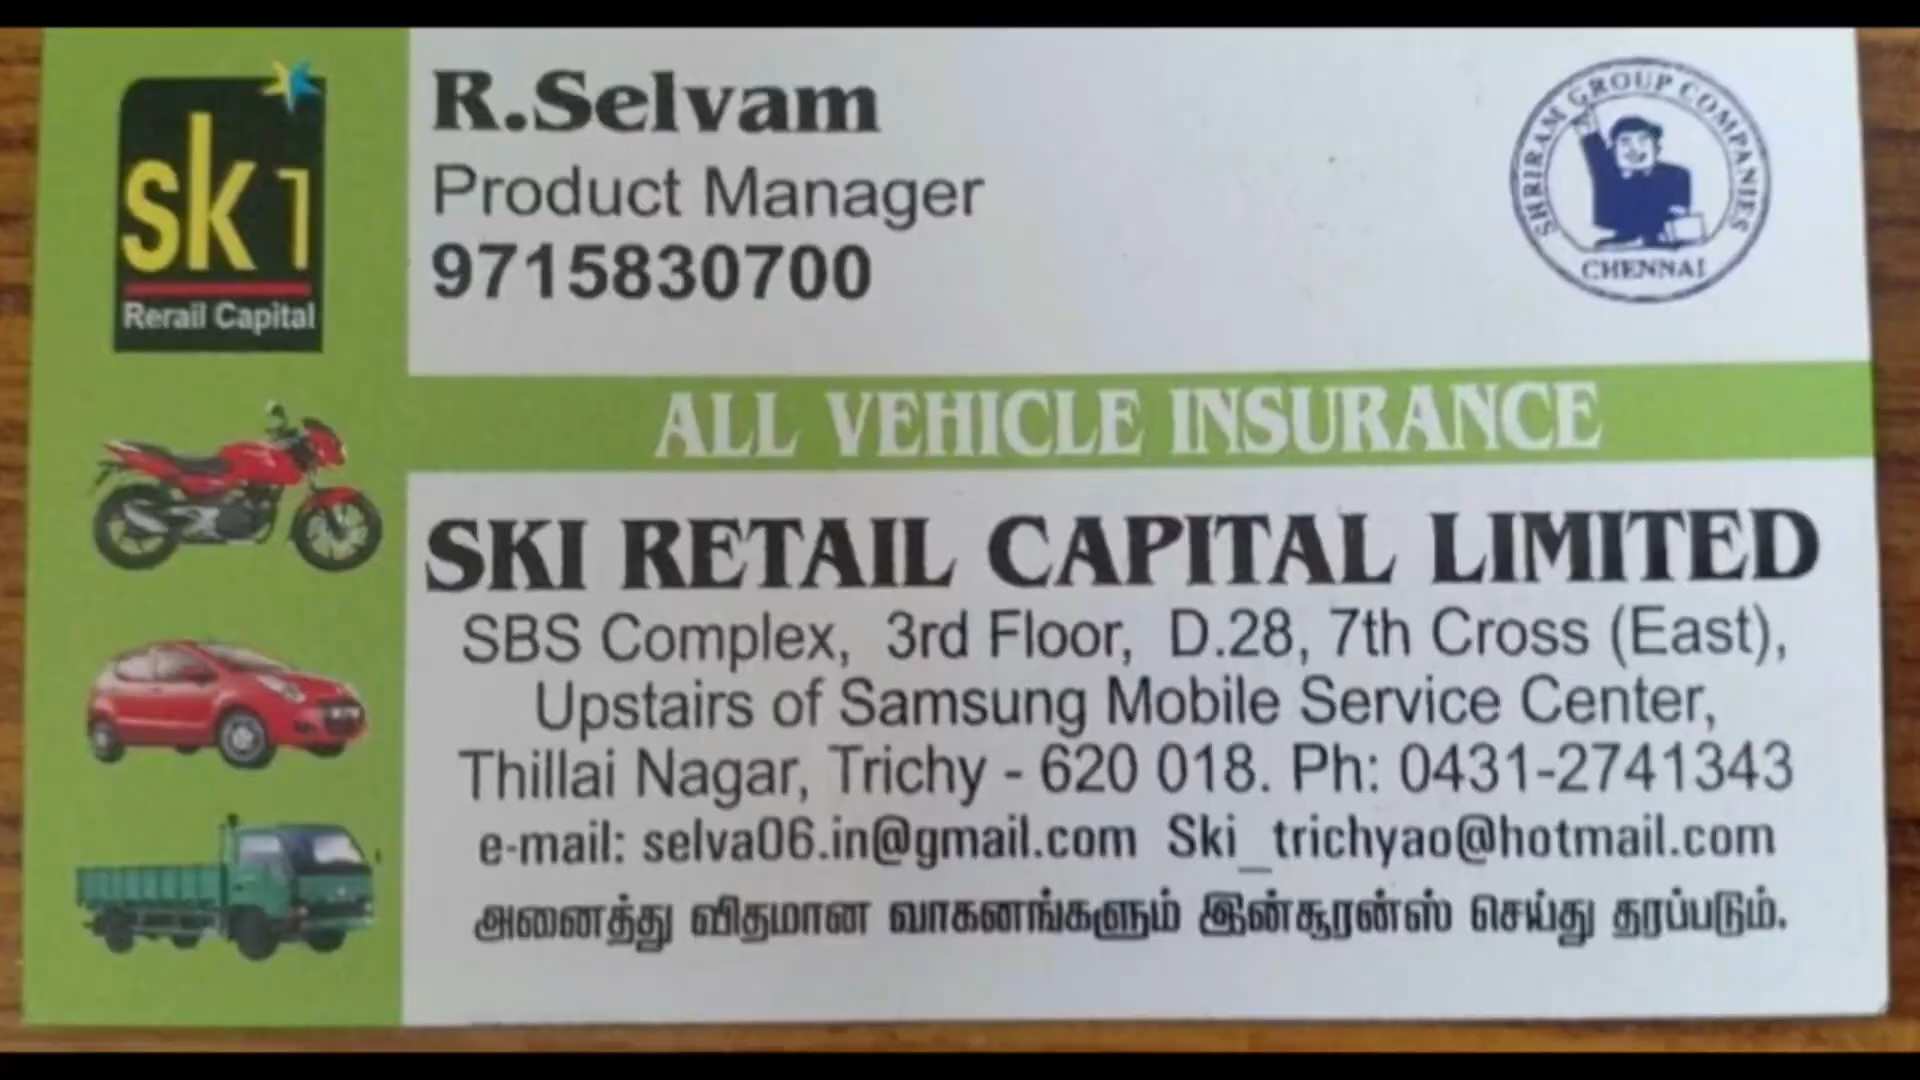 sk1
Rerail Capital
R.Selvam
Product Manager
9715830700
SHRIRAM GROUP COMPANIES
CHENNAI
ALL VEHICLE INSURANCE
SKI RETAIL CAPITAL LIMITED
SBS Complex, 3rd Floor, D.28, 7th Cross (East),
Upstairs of Samsung Mobile Service Center,
Thillai Nagar, Trichy - 620 018. Ph: 0431-2741343
e-mail: selva06.in@gmail.com Ski_trichyao@hotmail.com
அனைத்து விதமான வாகனங்களும் இன்சூரன்ஸ் செய்து தரப்படும்.